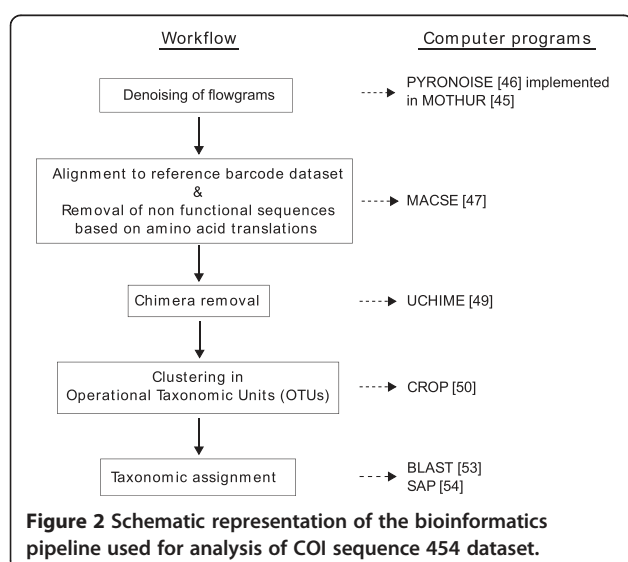 Workflow
Computer programs
Denoising of flowgrams
PYRONOISE [46] implemented
in MOTHUR [45]
Alignment to reference barcode dataset
&
Removal of non functional sequences
based on amino acid translations
MACSE [47]
Chimera removal
UCHIME [49]
Clustering in
Operational Taxonomic Units (OTUs)
CROP [50]
Taxonomic assignment
BLAST [53]
SAP [54]
Figure 2 Schematic representation of the bioinformatics
pipeline used for analysis of COI sequence 454 dataset.